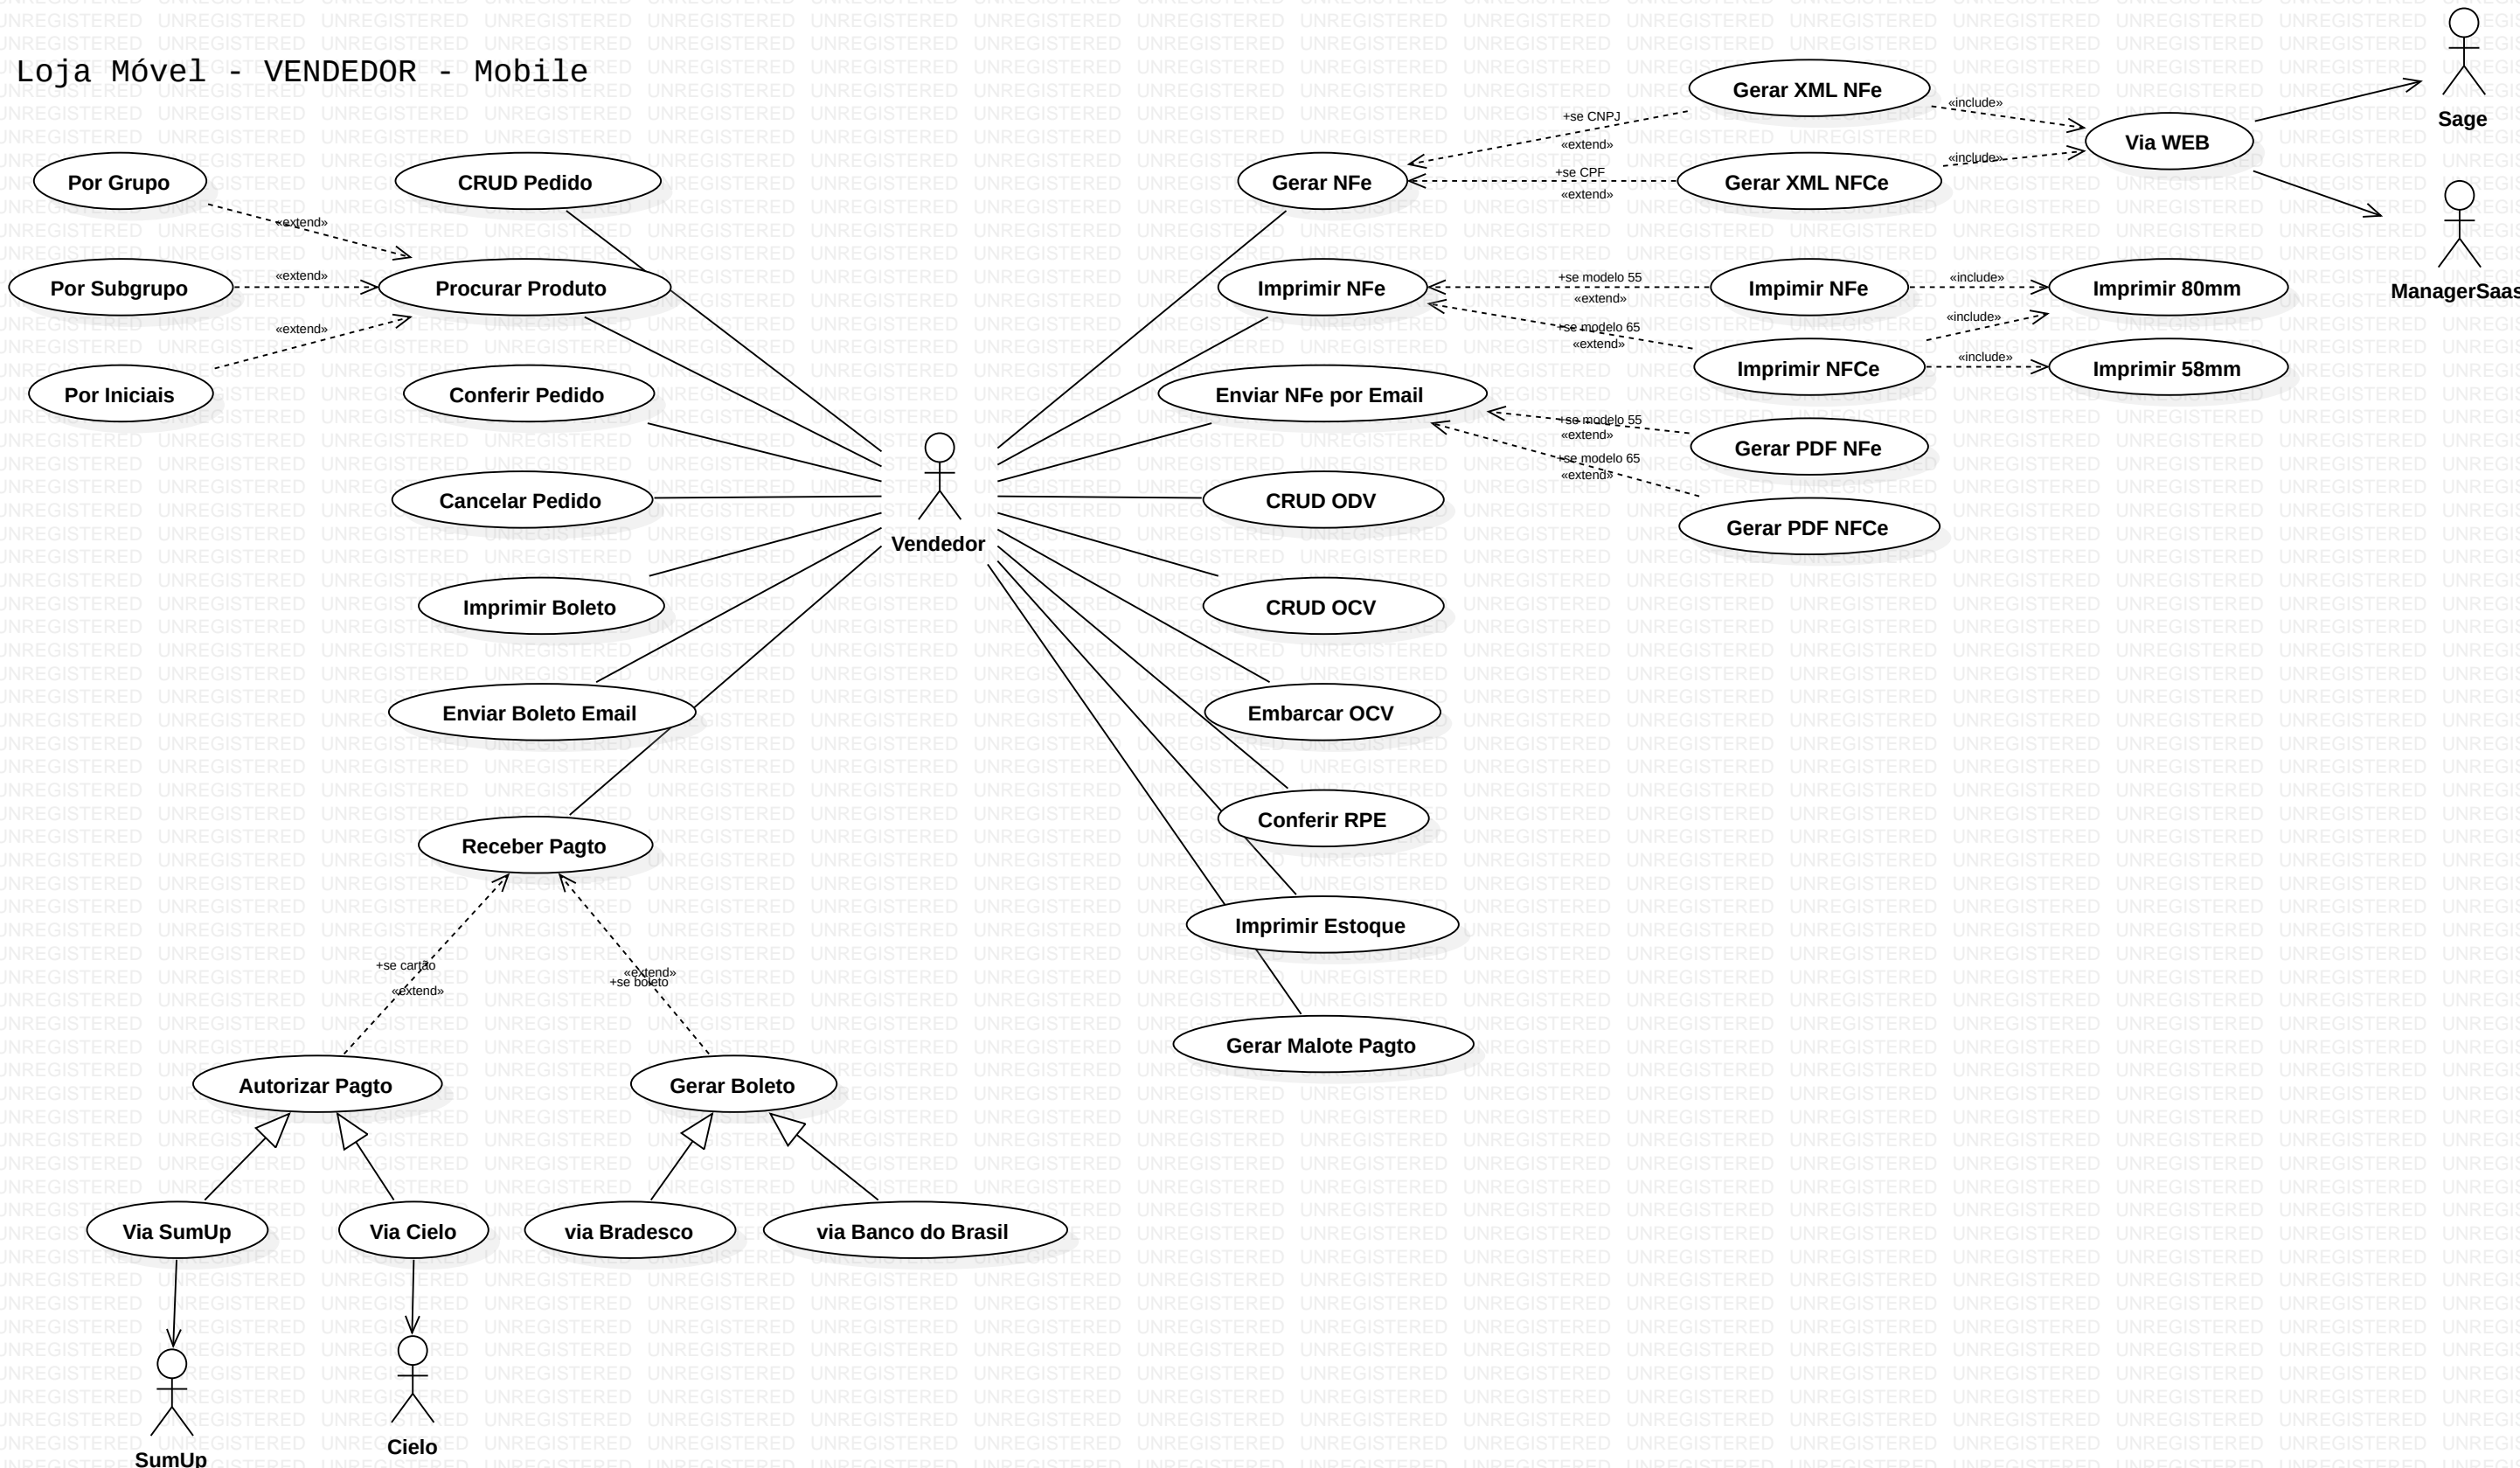 Loja Móvel - VENDEDOR - Mobile
Por Grupo
Por Subgrupo
Por Iniciais
«extend»
«extend»
«extend»
CRUD Pedido
Procurar Produto
Conferir Pedido
Cancelar Pedido
Imprimir Boleto
Enviar Boleto Email
Receber Pagto
+se cartão
«extend»
«extend»
+se boleto
Autorizar Pagto
Gerar Boleto
Via SumUp
Via Cielo
via Bradesco
via Banco do Brasil
SumUp
Cielo
Vendedor
Gerar NFe
Imprimir NFe
Enviar NFe por Email
CRUD ODV
CRUD OCV
Embarcar OCV
Conferir RPE
Imprimir Estoque
Gerar Malote Pagto
+se CNPJ
«extend»
+se CPF
«extend»
+se modelo 55
«extend»
+se modelo 65
«extend»
+se modelo 55
«extend»
+se modelo 65
«extend»
Gerar XML NFe
Gerar XML NFCe
Impimir NFe
Imprimir NFCe
Gerar PDF NFe
Gerar PDF NFCe
«include»
«include»
«include»
«include»
«include»
Via WEB
Imprimir 80mm
Imprimir 58mm
Sage
ManagerSaas
UNREGISTERED